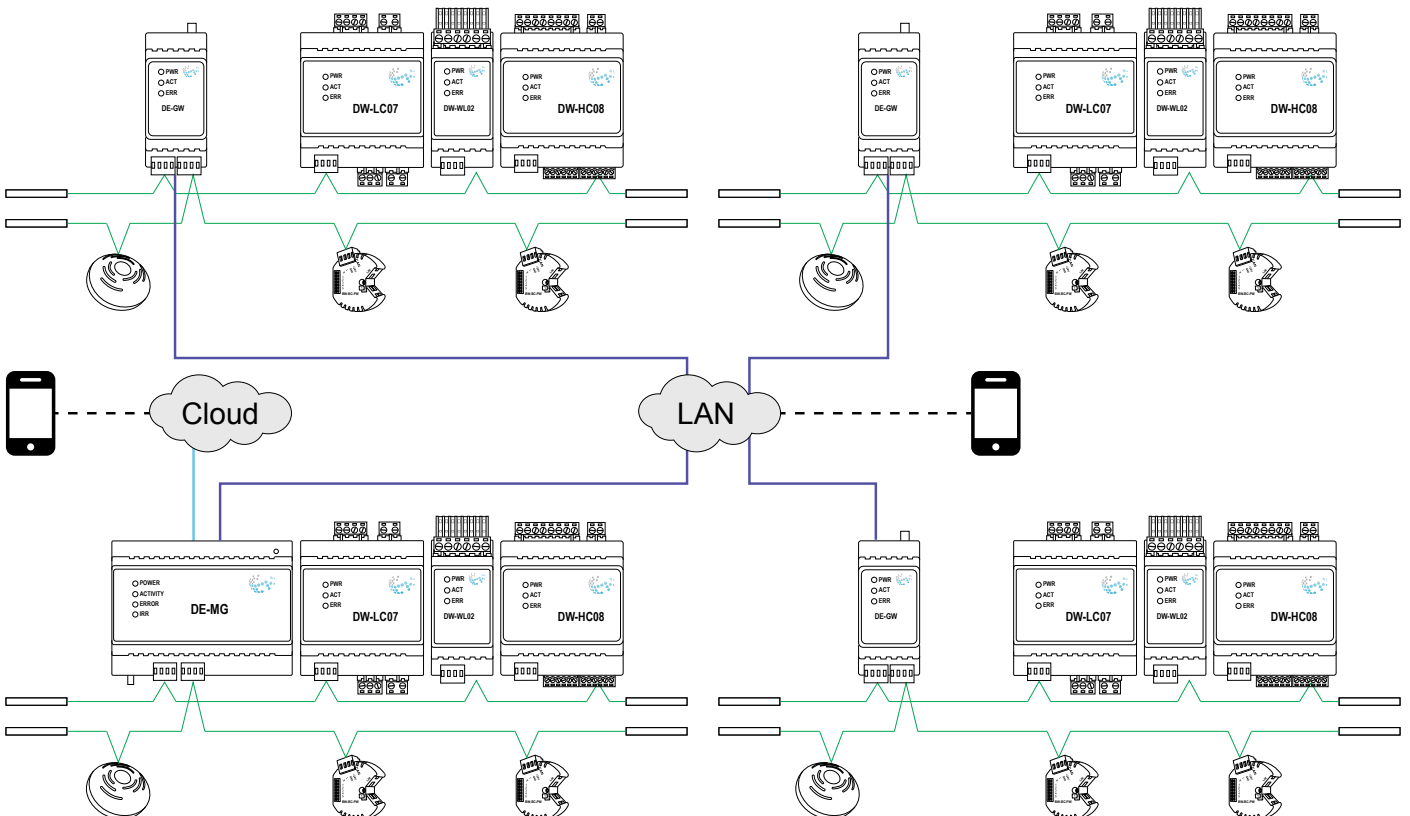 PWR
ACT
ERR
DE-GW
PWR
ACT
ERR
DW-LC07
PWR
ACT
ERR
DW-WL02
PWR
ACT
ERR
DW-HC08
PWR
ACT
ERR
DE-GW
PWR
ACT
ERR
DW-LC07
PWR
ACT
ERR
DW-WL02
PWR
ACT
ERR
DW-HC08
Cloud
LAN
POWER
ACTIVITY
ERROR
IRR
DE-MG
PWR
ACT
ERR
DW-LC07
PWR
ACT
ERR
DW-WL02
PWR
ACT
ERR
DW-HC08
PWR
ACT
ERR
DE-GW
PWR
ACT
ERR
DW-LC07
PWR
ACT
ERR
DW-WL02
PWR
ACT
ERR
DW-HC08